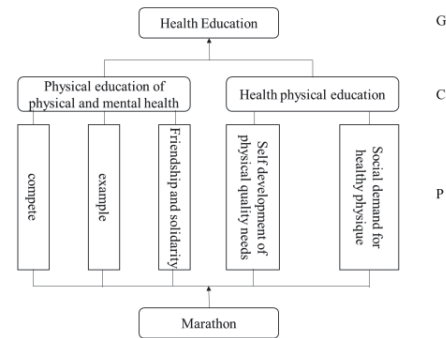 Health Education
G
Physical education of
physical and mental health
Health physical education
C
compete
example
Friendship and solidarity
Self development of
physical quality needs
Social demand for
healthy physique
P
Marathon